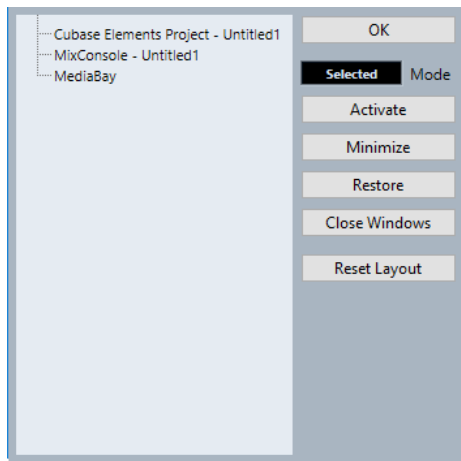 Cubase Elements Project - Untitled1
MixConsole - Untitled1
MediaBay
OK
Selected Mode
Activate
Minimize
Restore
Close Windows
Reset Layout